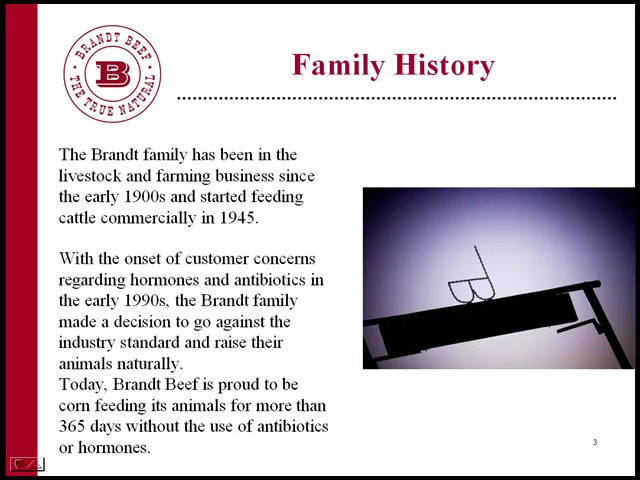 BRANDT BEEF
B
THE TRUE NATURAL
Family History
The Brandt family has been in the
livestock and farming business since
the early 1900s and started feeding
cattle commercially in 1945.
With the onset of customer concerns
regarding hormones and antibiotics in
the early 1990s, the Brandt family
made a decision to go against the
industry standard and raise their
animals naturally.
Today, Brandt Beef is proud to be
corn feeding its animals for more than
365 days without the use of antibiotics
or hormones.
B
3